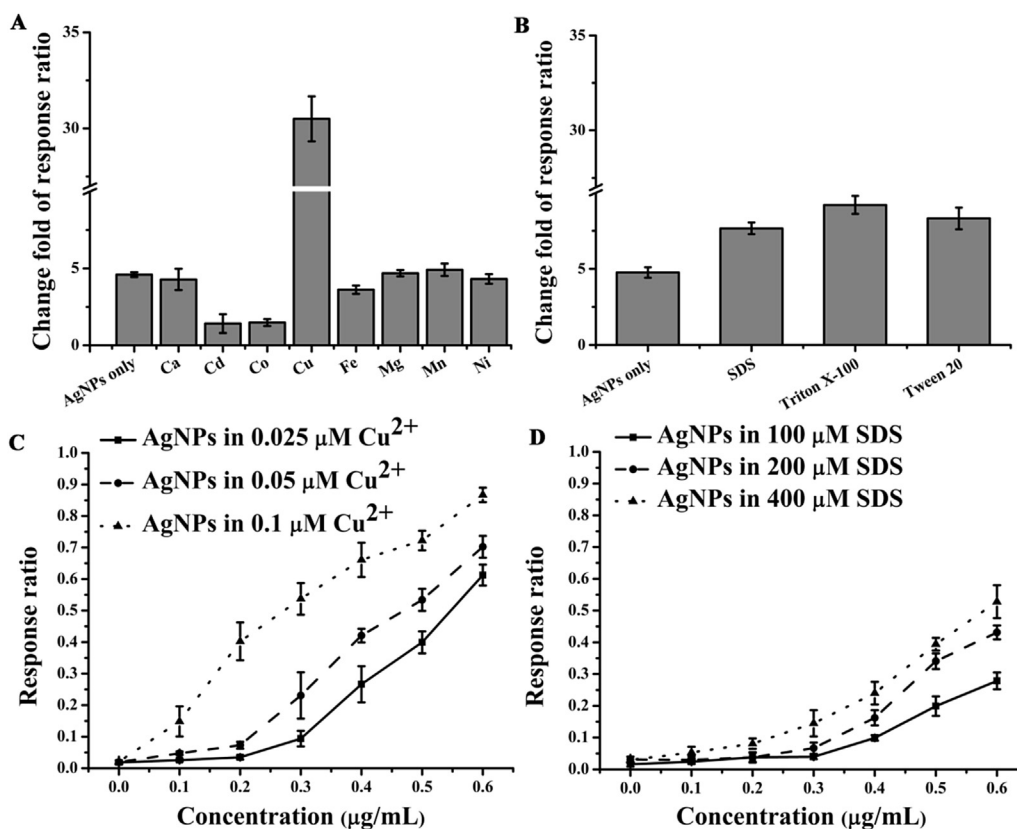 A
Change fold of response ratio
35
30
5
0
AgNPs only
Ca
Cd
Co
Cu
Fe
Mg
Mn
Ni
B
Change fold of response ratio
35
30
5
0
AgNPs only
SDS
Triton X-100
Tween 20
C
AgNPs in 0.025 μM Cu²⁺
AgNPs in 0.05 μM Cu²⁺
AgNPs in 0.1 μM Cu²⁺
Response ratio
1.0
0.9
0.8
0.7
0.6
0.5
0.4
0.3
0.2
0.1
0.0
0.0 0.1 0.2 0.3 0.4 0.5 0.6
Concentration (μg/mL)
D
AgNPs in 100 μM SDS
AgNPs in 200 μM SDS
AgNPs in 400 μM SDS
Response ratio
1.0
0.9
0.8
0.7
0.6
0.5
0.4
0.3
0.2
0.1
0.0
0.0 0.1 0.2 0.3 0.4 0.5 0.6
Concentration (μg/mL)